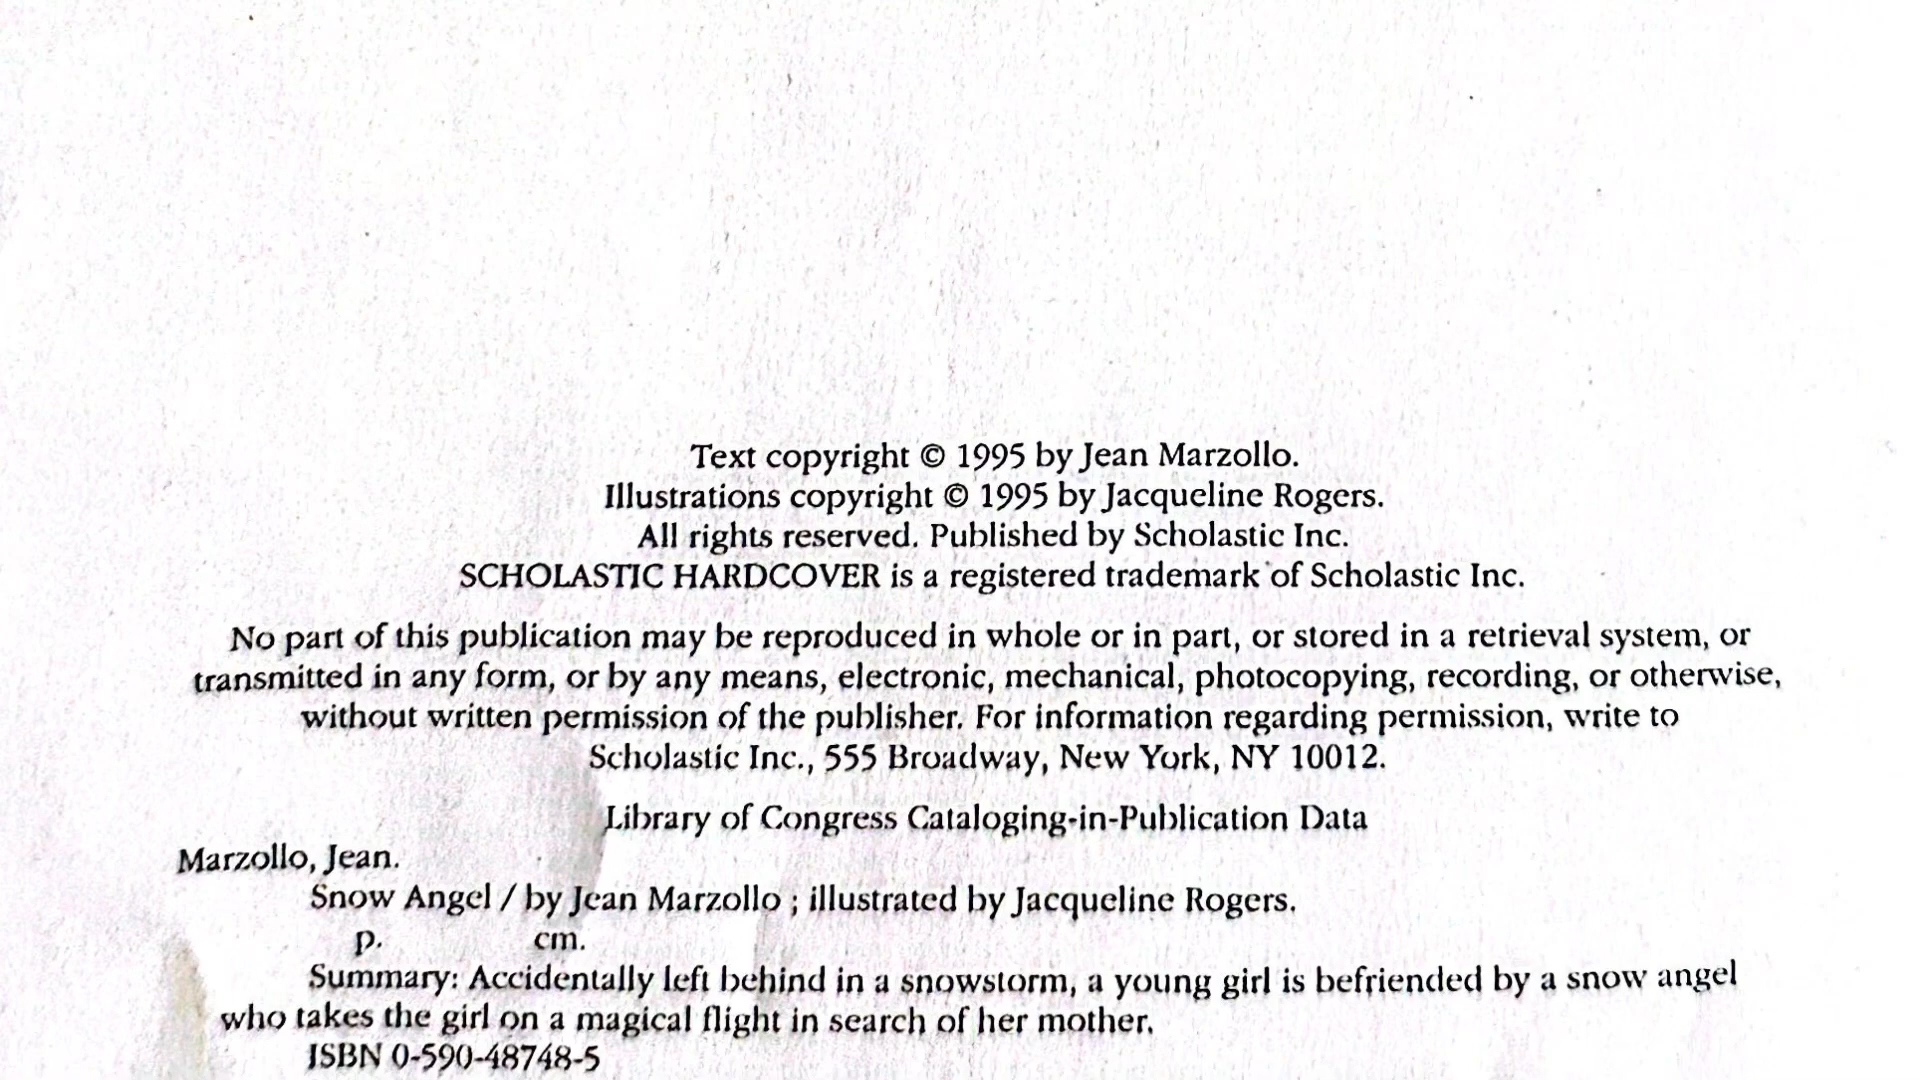 Text copyright © 1995 by Jean Marzollo.
Illustrations copyright © 1995 by Jacqueline Rogers.
All rights reserved. Published by Scholastic Inc.
SCHOLASTIC HARDCOVER is a registered trademark of Scholastic Inc.
No part of this publication may be reproduced in whole or in part, or stored in a retrieval system, or
transmitted in any form, or by any means, electronic, mechanical, photocopying, recording, or otherwise,
without written permission of the publisher. For information regarding permission, write to
Scholastic Inc., 555 Broadway, New York, NY 10012.
Library of Congress Cataloging-in-Publication Data
Marzollo, Jean.
Snow Angel / by Jean Marzollo ; illustrated by Jacqueline Rogers.
p. cm.
Summary: Accidentally left behind in a snowstorm, a young girl is befriended by a snow angel
who takes the girl on a magical flight in search of her mother.
ISBN 0-590-48748-5